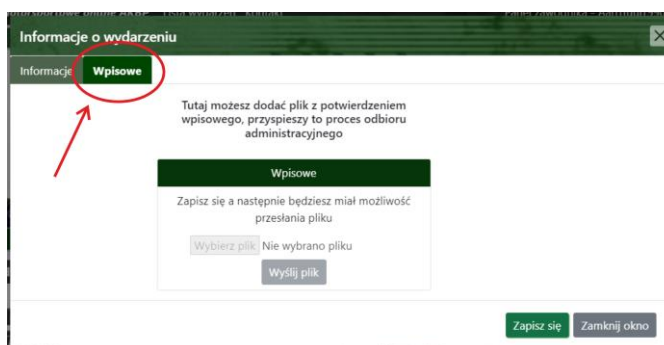 Informacje o wydarzeniu
Informacje Wpisowe
Tutaj możesz dodać plik z potwierdzeniem
wpisowego, przyspieszy to proces odbioru
administracyjnego
Wpisowe
Zapisz się a następnie będziesz miał możliwość
przesłania pliku
Wybierz plik Nie wybrano pliku
Wyślij plik
Zapisz się Zamknij okno